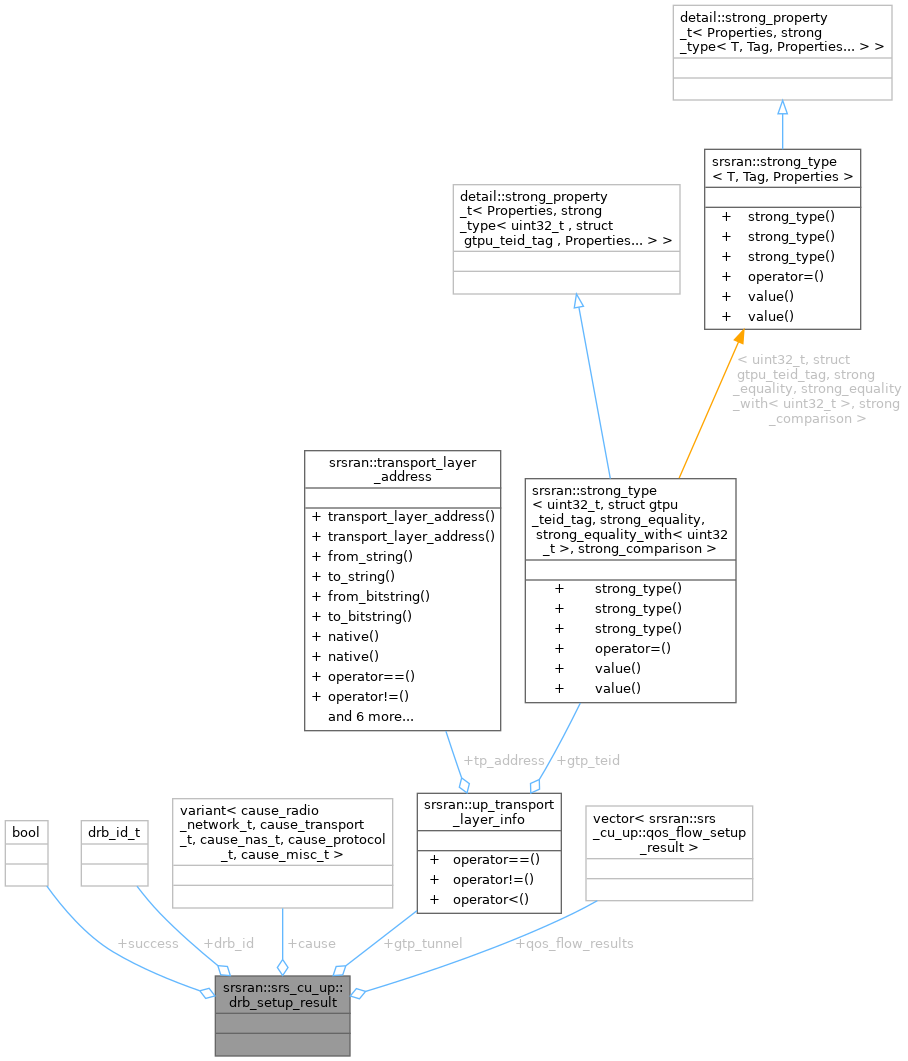 detail::strong_property
_t< Properties, strong
_type< T, Tag, Properties... > >
srsran::strong_type
< T, Tag, Properties >
+ strong_type()
+ strong_type()
+ strong_type()
+ operator=()
+ value()
+ value()
detail::strong_property
_t< Properties, strong
_type< uint32_t , struct
gtpu_teid_tag , Properties... > >
< uint32_t, struct
gtpu_teid_tag, strong
_equality, strong_equality
_with< uint32_t >, strong
_comparison >
srsran::transport_layer
_address
+ transport_layer_address()
+ transport_layer_address()
+ from_string()
+ to_string()
+ from_bitstring()
+ to_bitstring()
+ native()
+ native()
+ operator==()
+ operator!=()
and 6 more...
srsran::strong_type
< uint32_t, struct gtpu
_teid_tag, strong_equality,
strong_equality_with< uint32
_t >, strong_comparison >
+ strong_type()
+ strong_type()
+ strong_type()
+ operator=()
+ value()
+ value()
+tp_address
+gtp_teid
bool
drb_id_t
variant< cause_radio
_network_t, cause_transport
_t, cause_nas_t, cause_protocol
_t, cause_misc_t >
srsran::up_transport
_layer_info
+ operator==()
+ operator!=()
+ operator<()
vector< srsran::srs
_cu_up::qos_flow_setup
_result >
+success
+drb_id
+cause
+gtp_tunnel
+qos_flow_results
srsran::srs_cu_up::
drb_setup_result